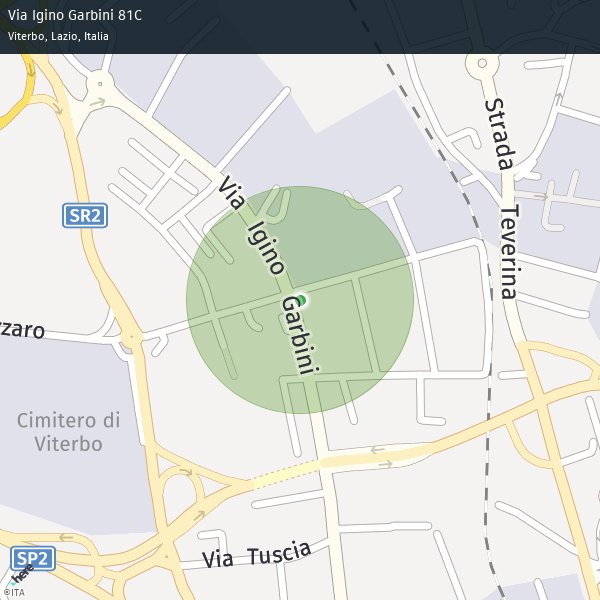 Via Igino Garbini 81C
Viterbo, Lazio, Italia
Strada Teverina
Via Igino Garbini
SR2
zzaro
Cimitero di
Viterbo
Via Tuscia
SP2
here
©ITA